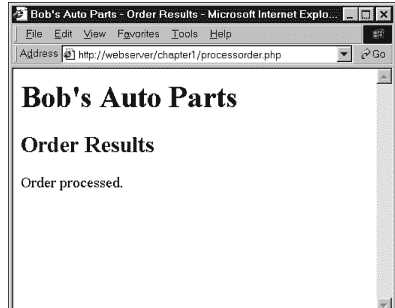 Bob's Auto Parts - Order Results - Microsoft Internet Explo...
File Edit View Favorites Tools Help
Address http://webserver/chapter1/processorder.php Go
Bob's Auto Parts
Order Results
Order processed.